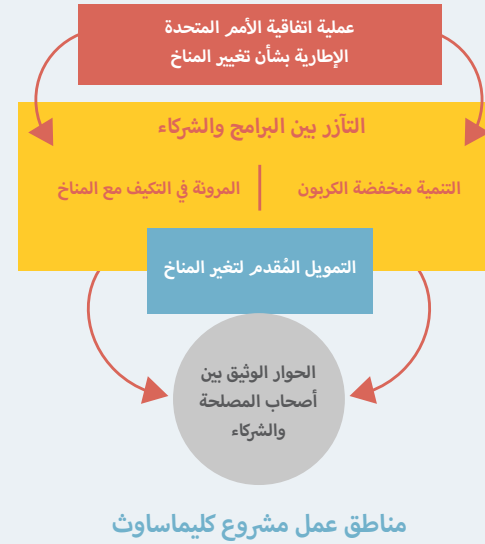 عملية اتفاقية الأمم المتحدة
الإطارية بشأن تغيير المناخ
التآزر بين البرامج والشركاء
التنمية منخفضة الكربون
المرونة في التكيف مع المناخ
التمويل المُقدم لتغير المناخ
الحوار الوثيق بين
أصحاب المصلحة
والشركاء
مناطق عمل مشروع كليماساوث